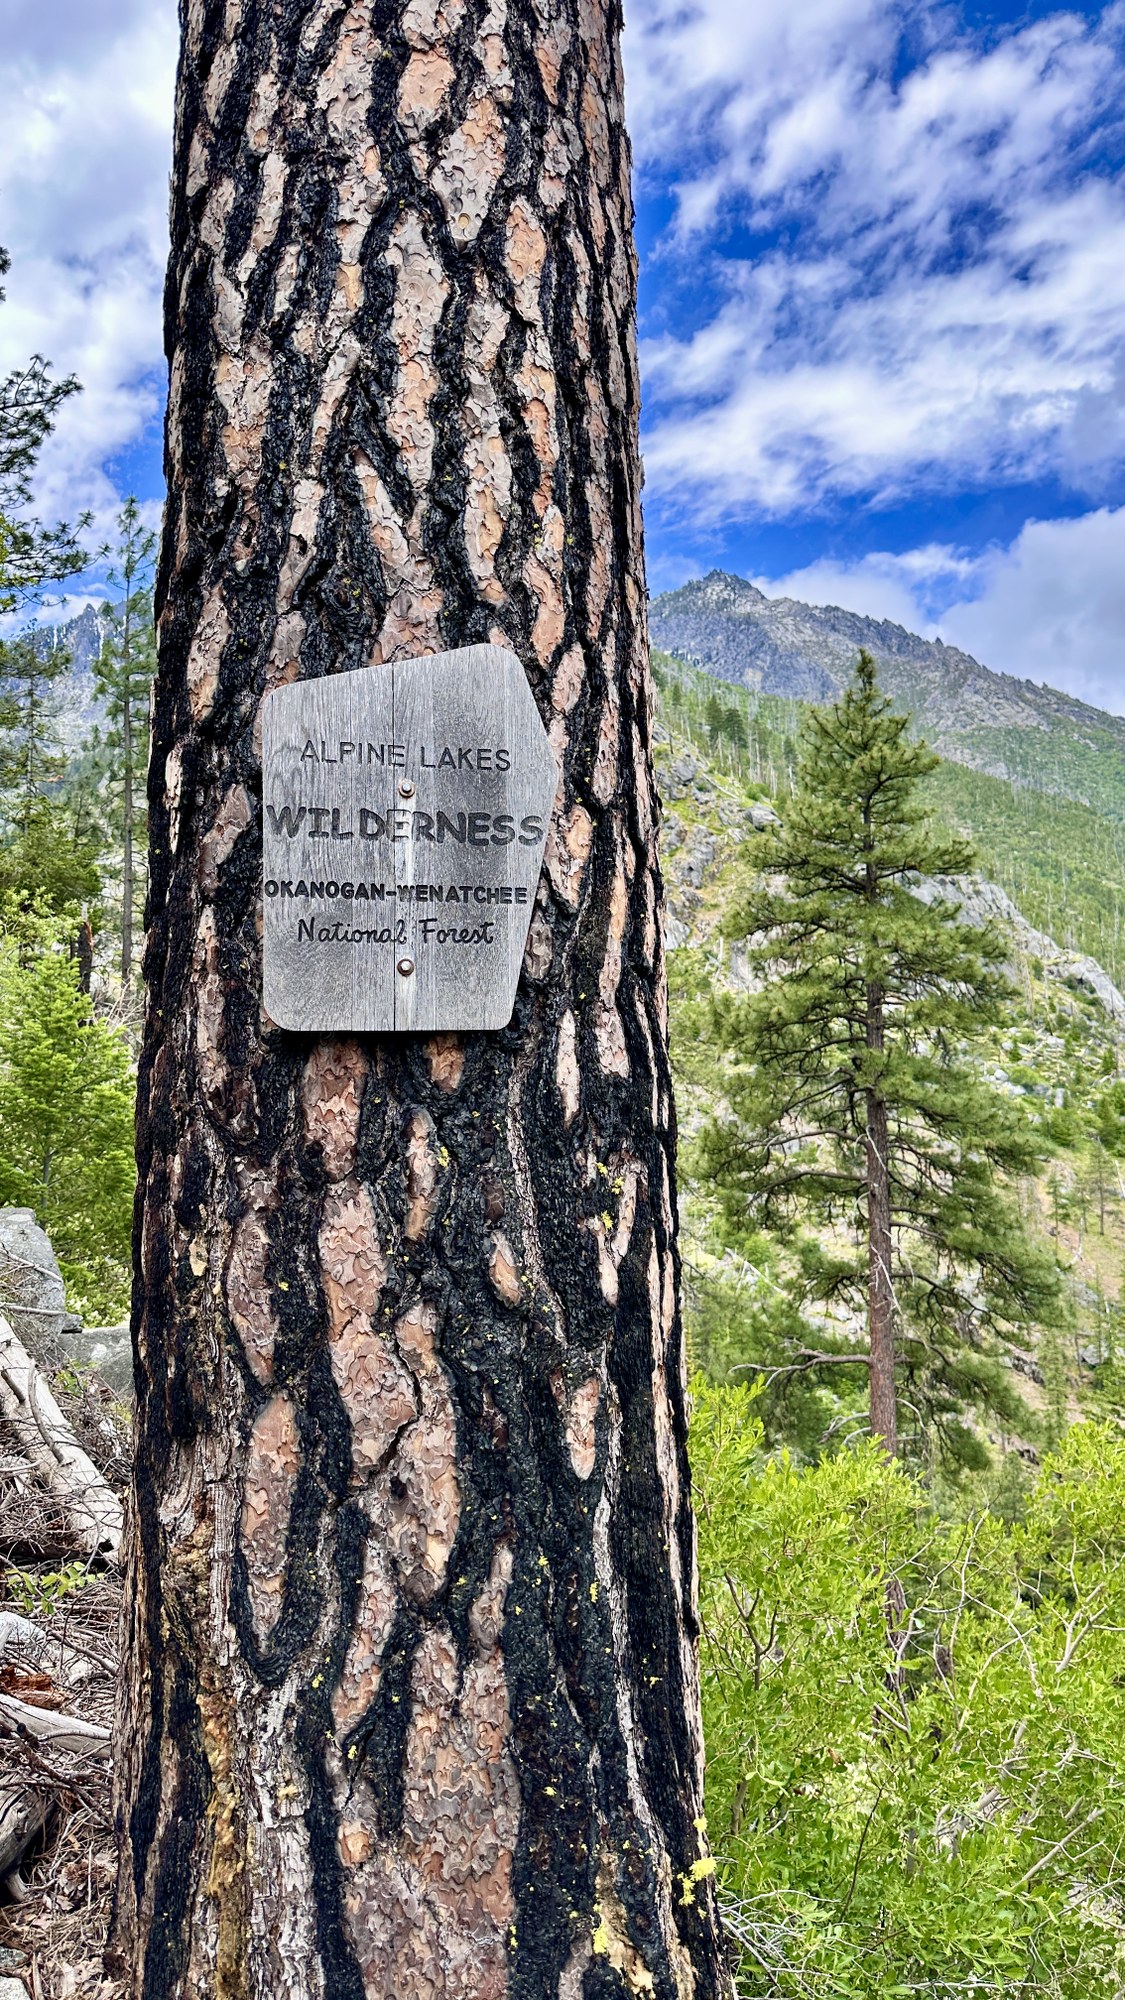 ALPINE LAKES
WILDERNESS
OKANOGAN-WENATCHEE
National Forest